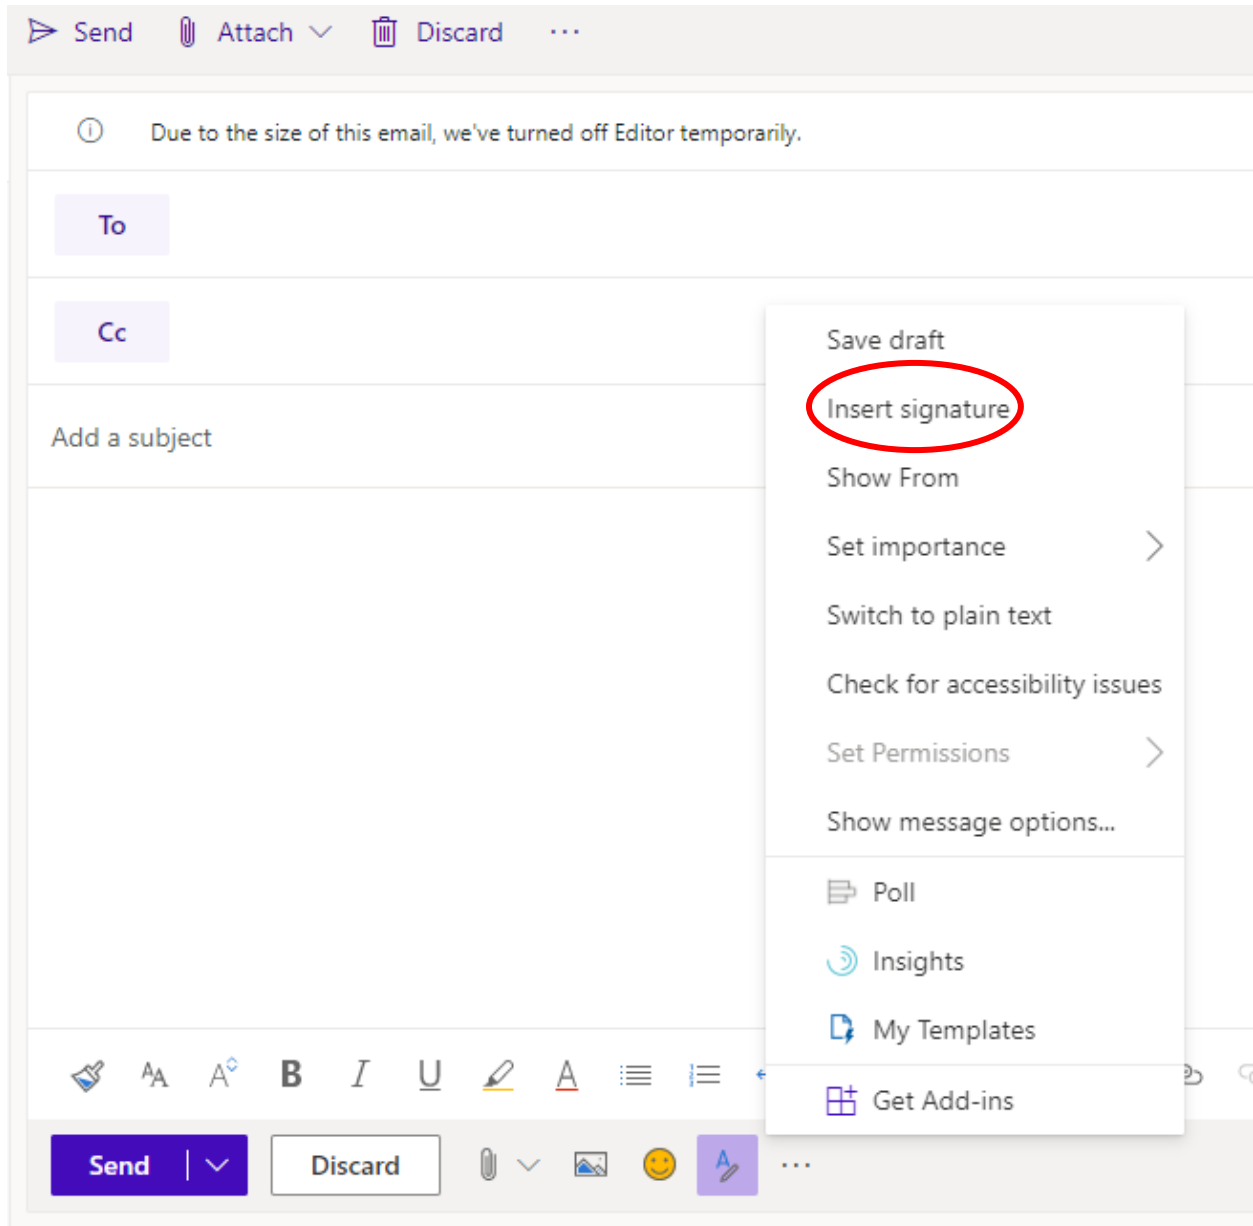 Send Attach Discard ...
Due to the size of this email, we've turned off Editor temporarily.
To
Cc
Add a subject
Save draft
Insert signature
Show From
Set importance
Switch to plain text
Check for accessibility issues
Set Permissions
Show message options...
Poll
Insights
My Templates
Get Add-ins
B I U A
Send Discard ...